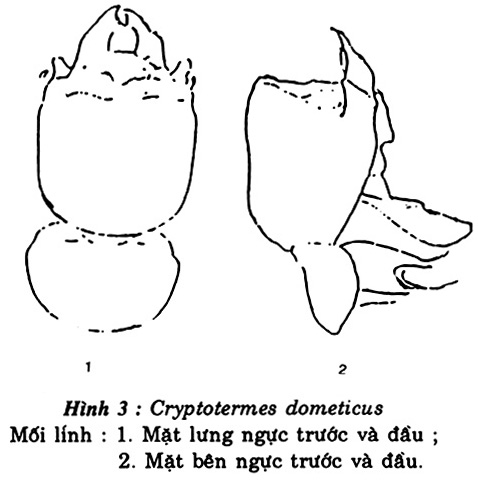 1
2
Hình 3 : Cryptotermes dometicus
Mối lính : 1. Mặt lưng ngực trước và đầu ;
2. Mặt bên ngực trước và đầu.